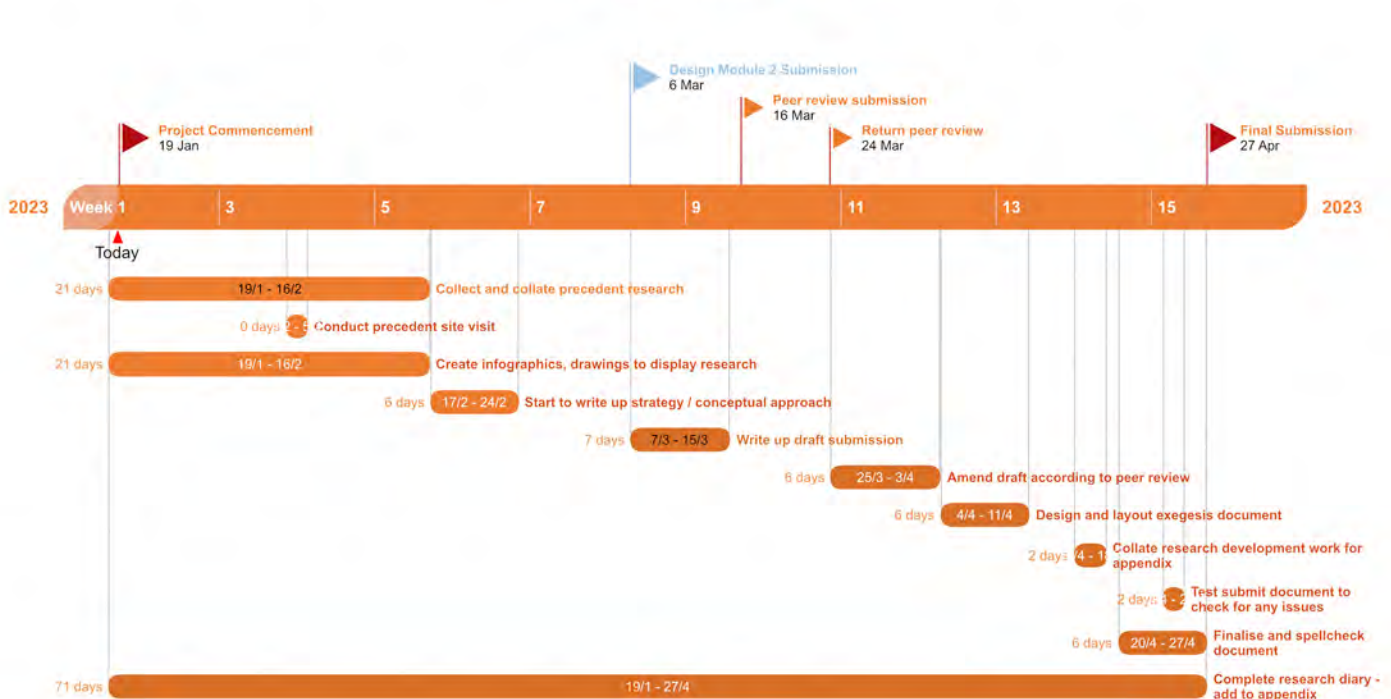 Design Module 2 Submission
6 Mar
Peer review submission
16 Mar
Project Commencement
19 Jan
Return peer review
24 Mar
Final Submission
27 Apr
2023 Week 1 3 5 7 9 11 13 15 2023
Today
21 days 19/1 - 16/2 Collect and collate precedent research
0 days Conduct precedent site visit
21 days 19/1 - 16/2 Create infographics, drawings to display research
6 days 17/2 - 24/2 Start to write up strategy / conceptual approach
7 days 7/3 - 15/3 Write up draft submission
6 days 25/3 - 3/4 Amend draft according to peer review
6 days 4/4 - 11/4 Design and layout exegesis document
2 days Collate research development work for
appendix
2 days Test submit document to
check for any issues
6 days 20/4 - 27/4 Finalise and spellcheck
document
71 days 19/1 - 27/4 Complete research diary -
add to appendix